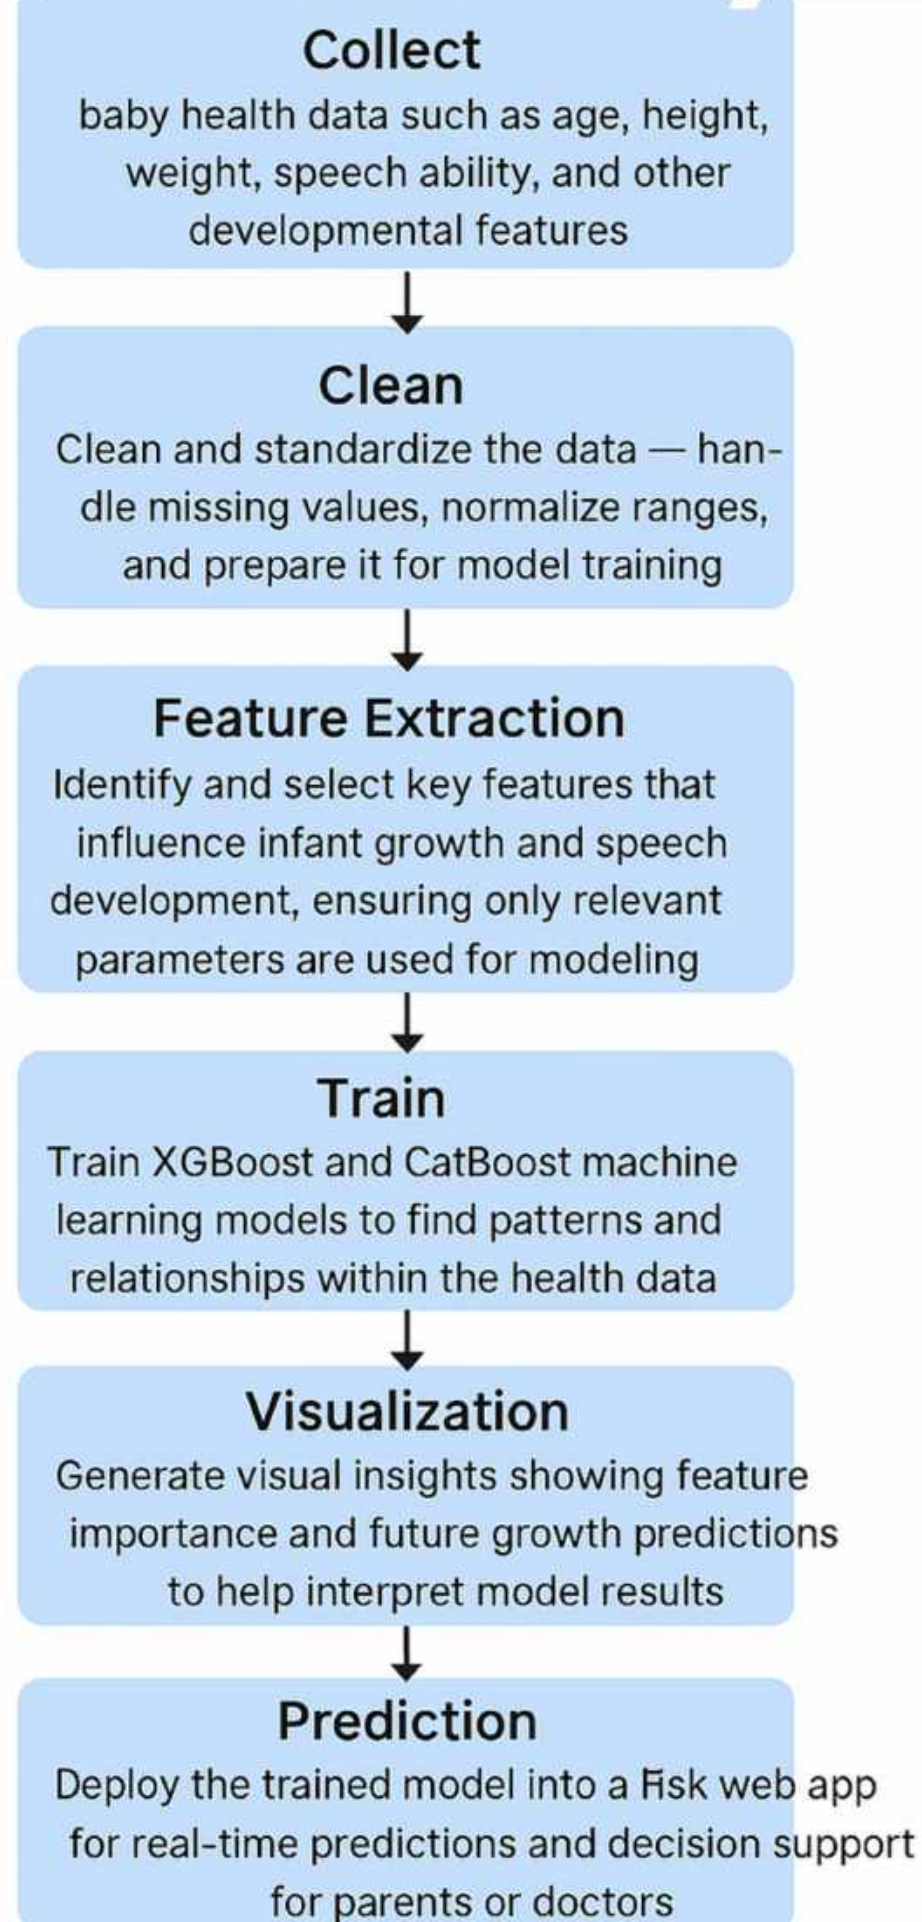 Collect
baby health data such as age, height,
weight, speech ability, and other
developmental features
Clean
Clean and standardize the data — han-
dle missing values, normalize ranges,
and prepare it for model training
Feature Extraction
Identify and select key features that
influence infant growth and speech
development, ensuring only relevant
parameters are used for modeling
Train
Train XGBoost and CatBoost machine
learning models to find patterns and
relationships within the health data
Visualization
Generate visual insights showing feature
importance and future growth predictions
to help interpret model results
Prediction
Deploy the trained model into a web app
for real-time predictions and decision support
for parents or doctors